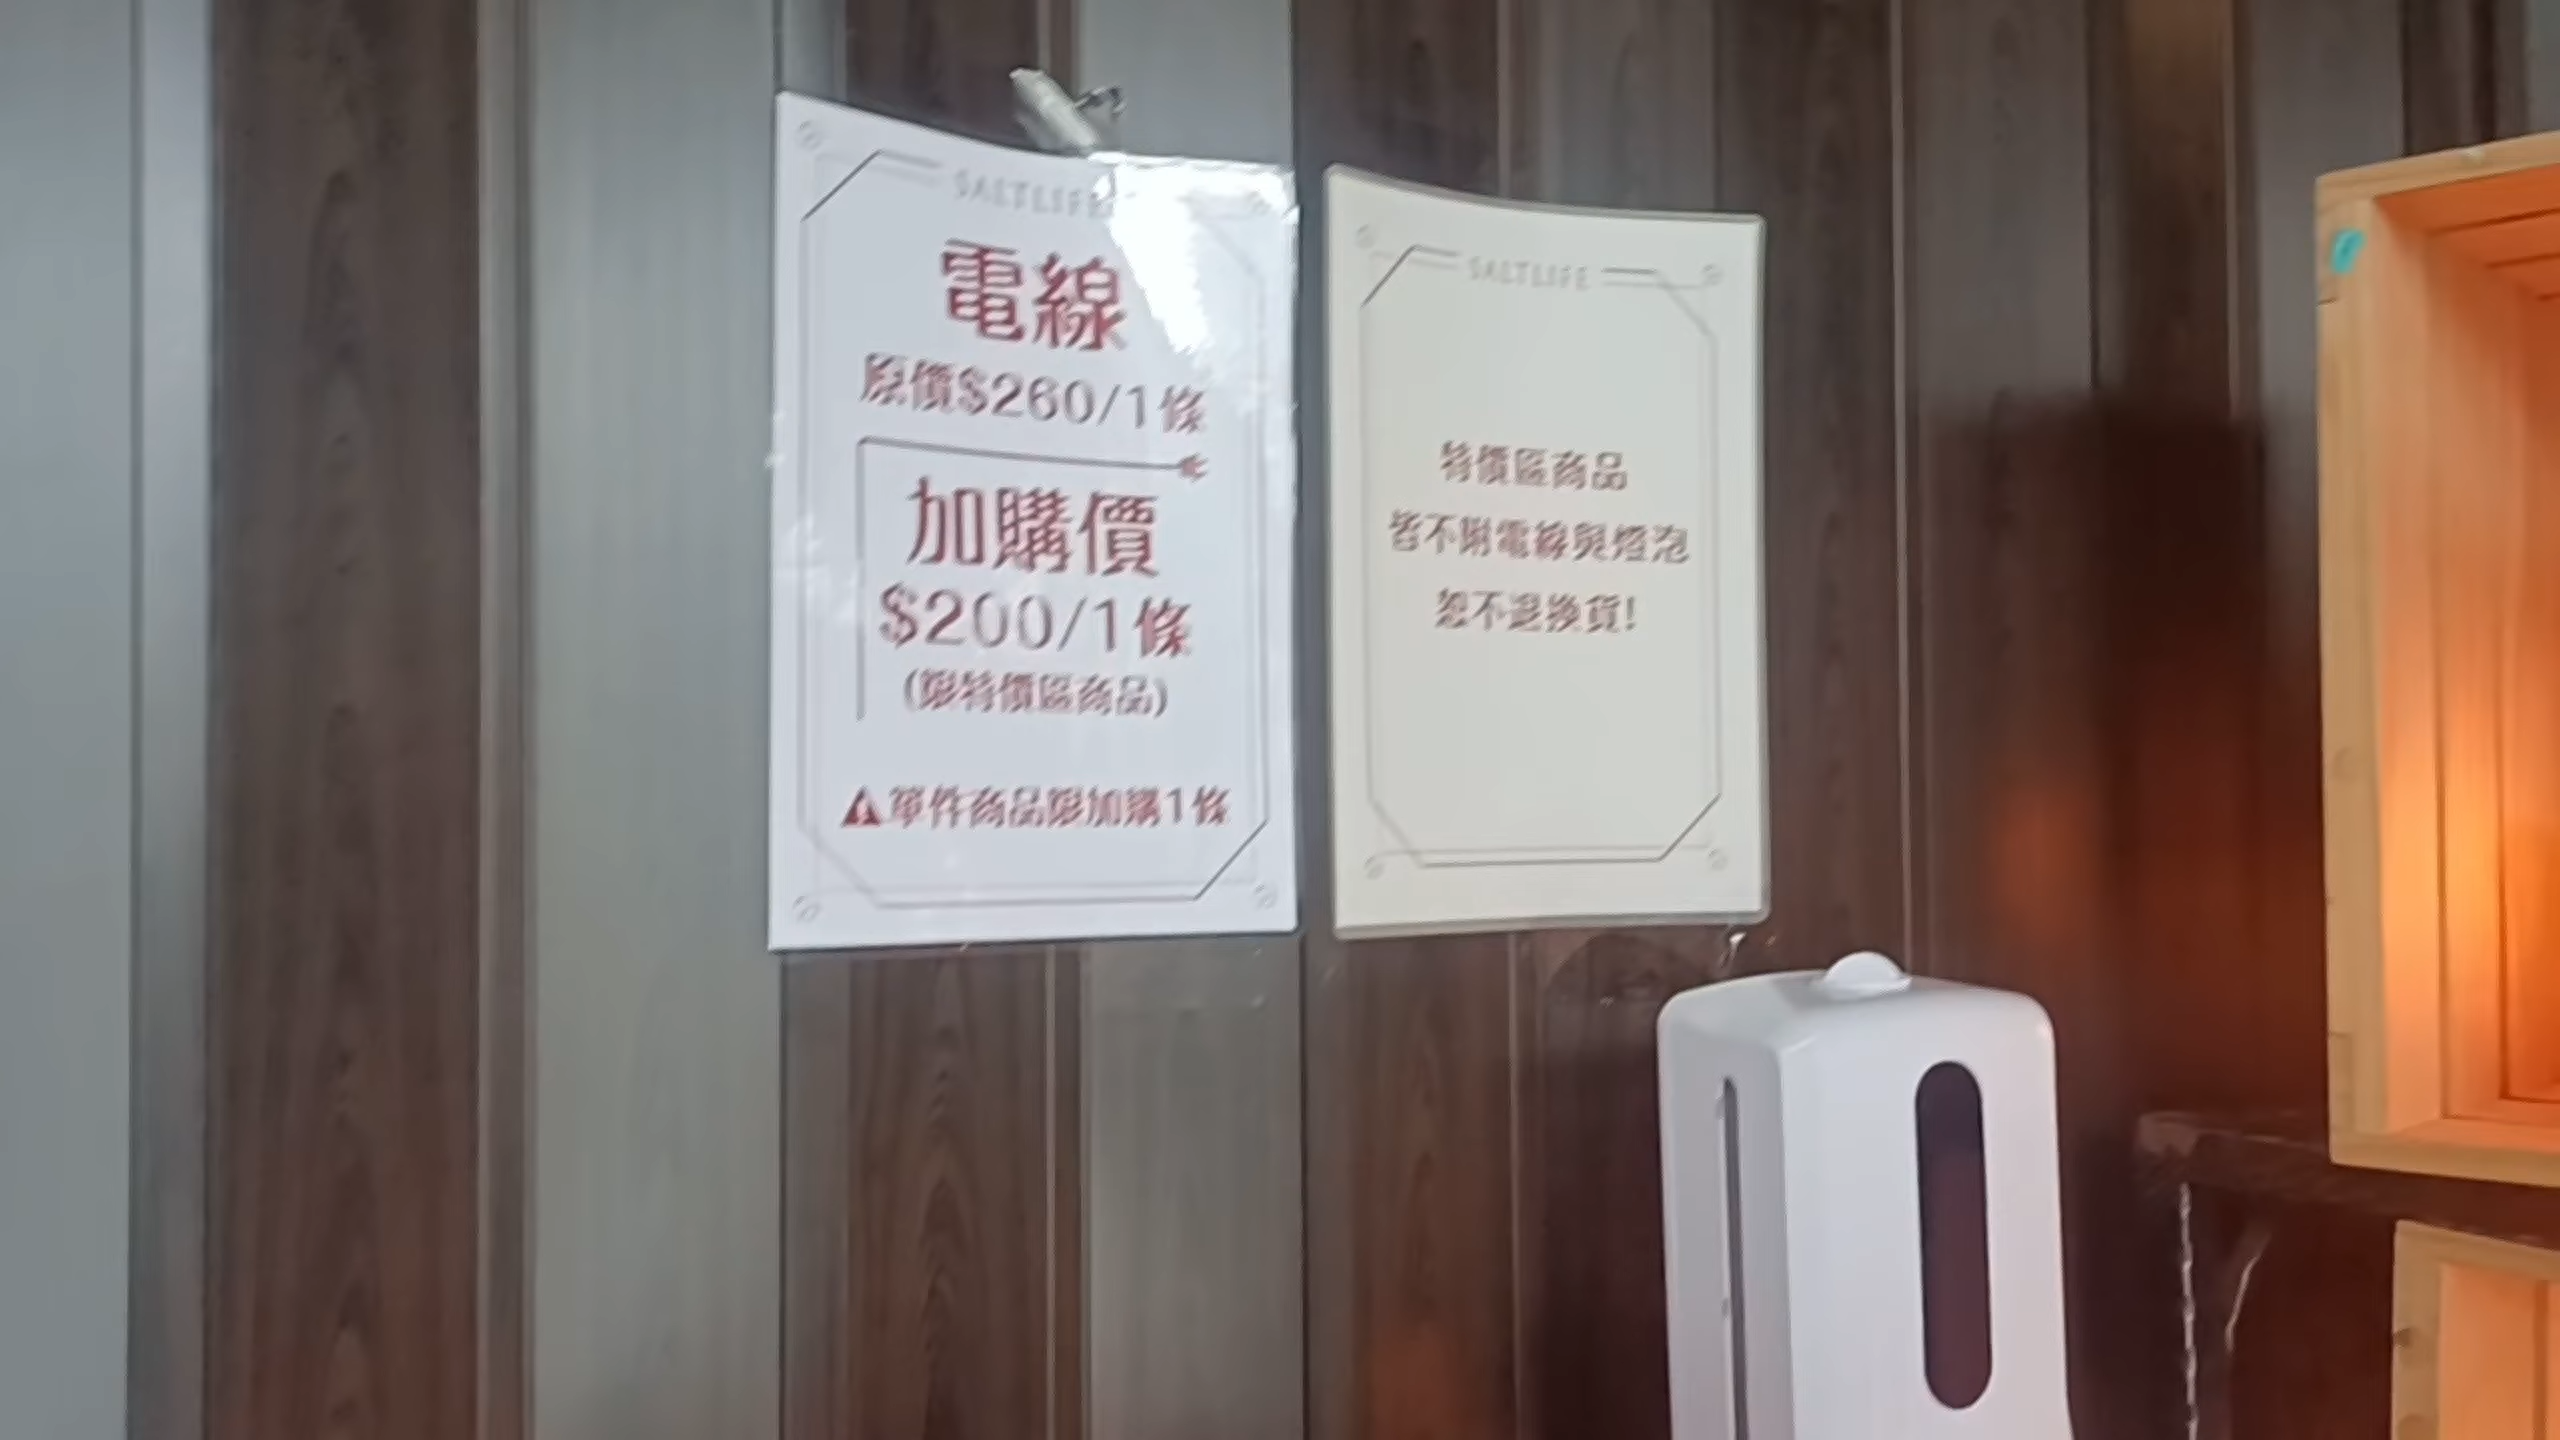 SALTLIFE
電線
原價$260/1條
加購價
$200/1條
(限特價區商品)
單件商品限加購1條
SALTLIFE
特價區商品
皆不附電線與燈泡
恕不退換貨!